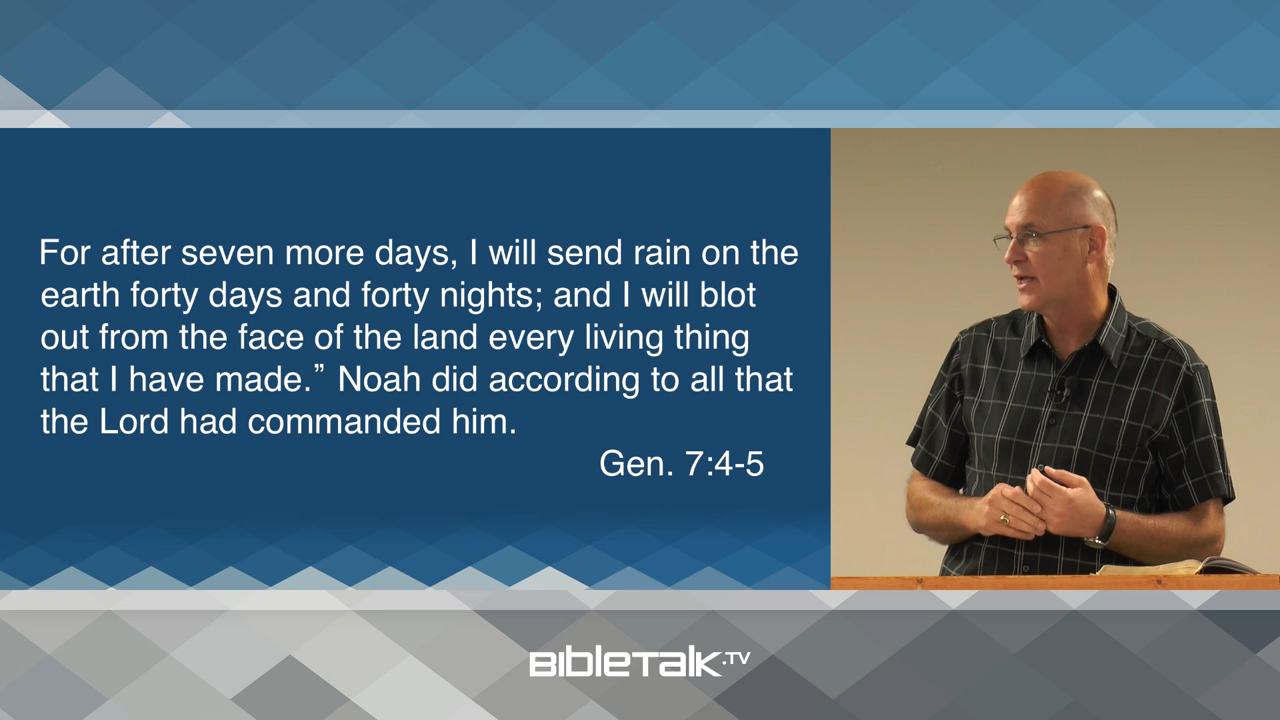 For after seven more days, I will send rain on the
earth forty days and forty nights; and I will blot
out from the face of the land every living thing
that I have made.” Noah did according to all that
the Lord had commanded him.
Gen. 7:4-5
BIBLETALK.TV